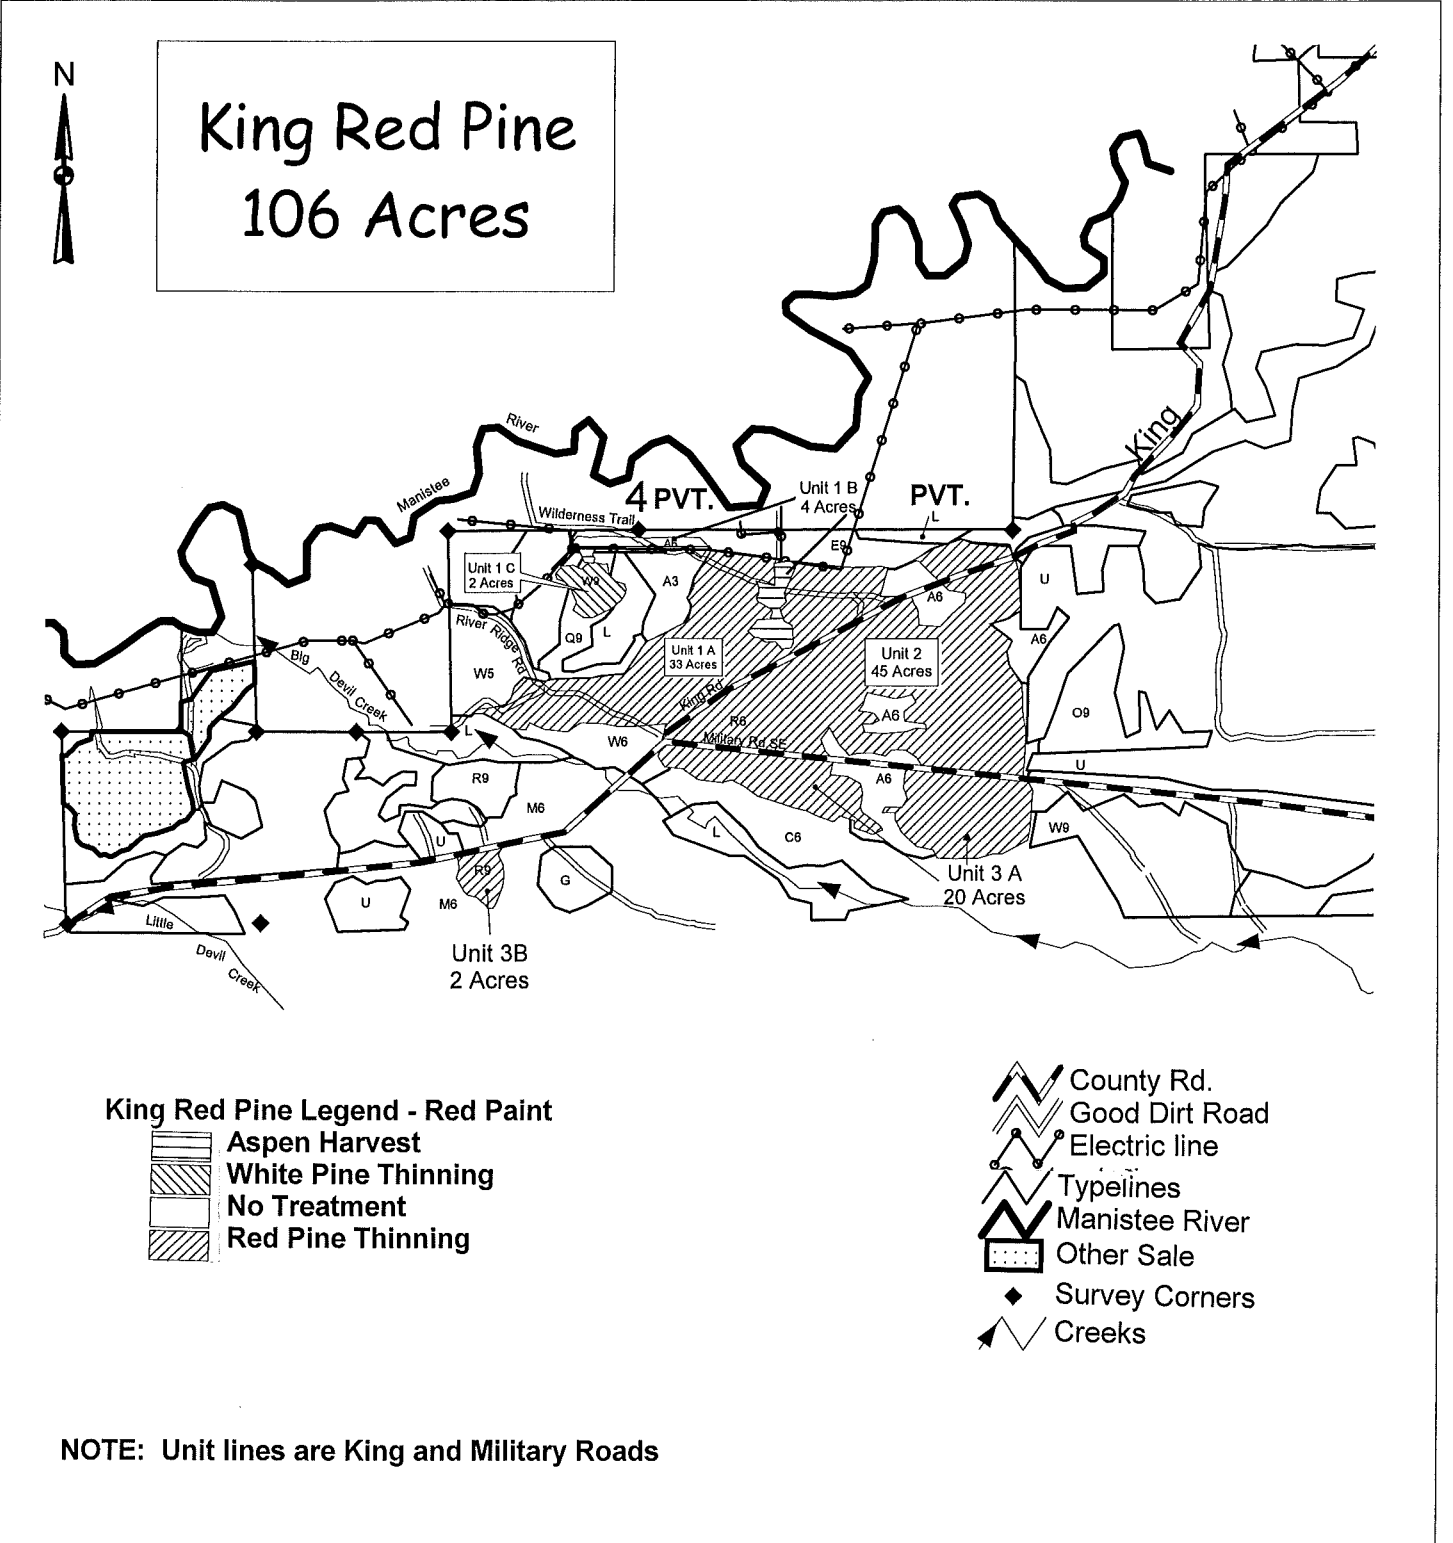 N
King Red Pine
106 Acres
River
Manistee
King
4 PVT.
Unit 1 B
4 Acres
PVT.
L
Wilderness Trail
A6
E9
Unit 1 C
2 Acres
W9
A3
A6
U
River Ridge Rd
Q9
L
A6
Unit 1 A
33 Acres
Unit 2
45 Acres
Big
Devil Creek
W5
King Rd
R6
A6
O9
L
W6
Military Rd SE
U
R9
A6
M6
U
L
C6
W9
R9
G
Unit 3 A
20 Acres
U
M6
Little
Devil
Creek
Unit 3B
2 Acres
King Red Pine Legend - Red Paint
Aspen Harvest
White Pine Thinning
No Treatment
Red Pine Thinning
County Rd.
Good Dirt Road
Electric line
Typelines
Manistee River
Other Sale
Survey Corners
Creeks
NOTE: Unit lines are King and Military Roads